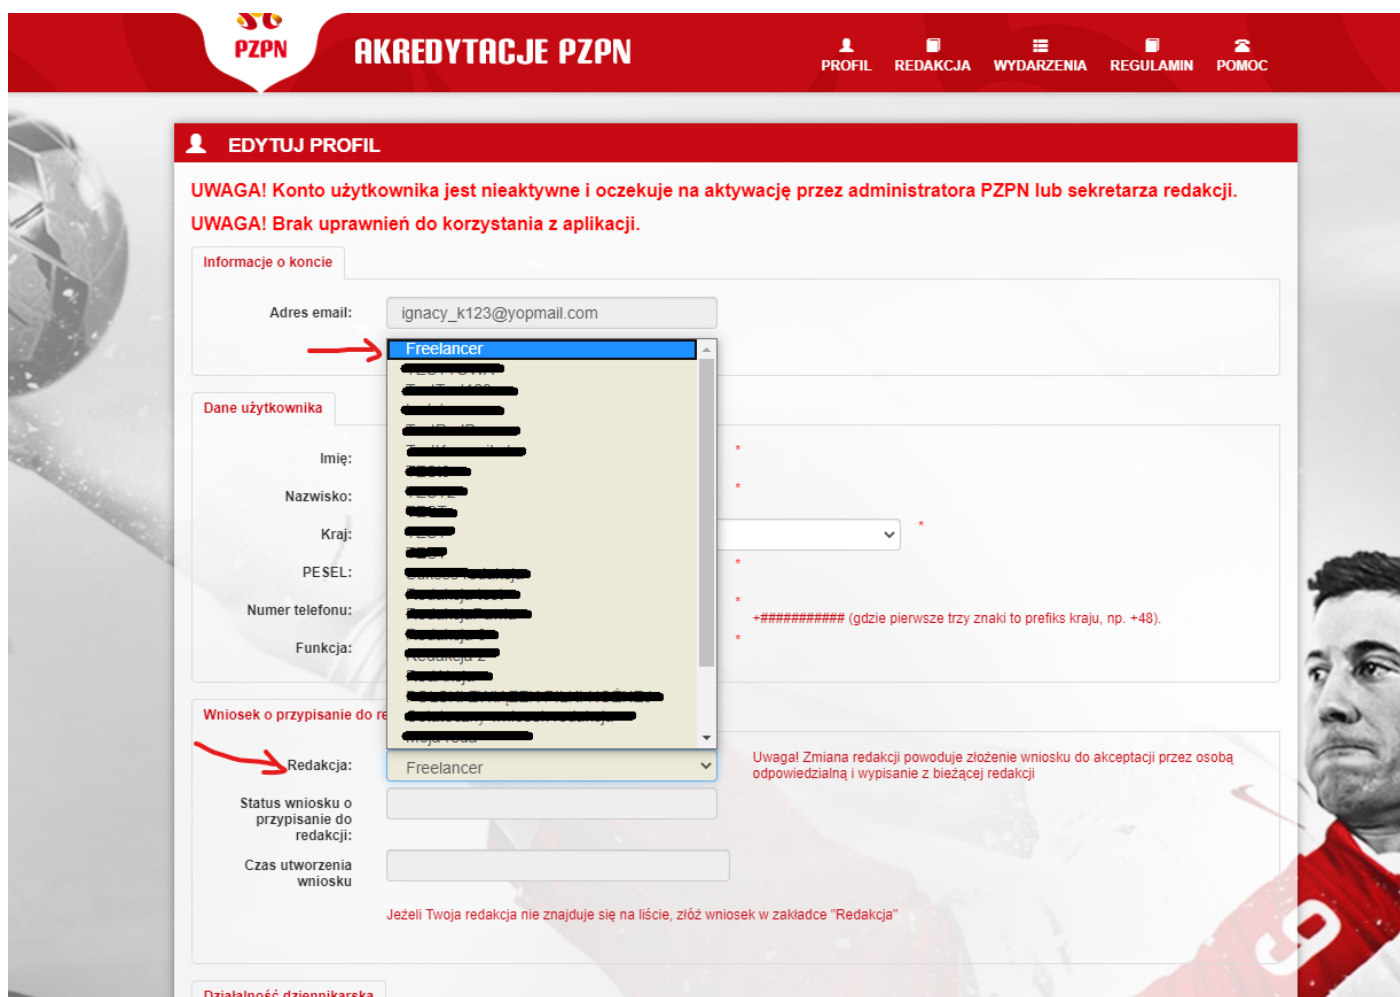 PZPN
AKREDYTACJE PZPN
PROFIL
REDAKCJA
WYDARZENIA
REGULAMIN
POMOC
EDYTUJ PROFIL
UWAGA! Konto użytkownika jest nieaktywne i oczekuje na aktywację przez administratora PZPN lub sekretarza redakcji.
UWAGA! Brak uprawnień do korzystania z aplikacji.
Informacje o koncie
Adres email: ignacy_k123@yopmail.com
Freelancer
Dane użytkownika
Imię: *
Nazwisko: *
Kraj: *
PESEL: *
Numer telefonu: *
+########### (gdzie pierwsze trzy znaki to prefiks kraju, np. +48).
Funkcja: *
Wniosek o przypisanie do re
Redakcja: Freelancer
Uwaga! Zmiana redakcji powoduje złożenie wniosku do akceptacji przez osobę
odpowiedzialną i wypisanie z bieżącej redakcji
Status wniosku o
przypisanie do
redakcji:
Czas utworzenia
wniosku
Jeżeli Twoja redakcja nie znajduje się na liście, złóż wniosek w zakładce "Redakcja"
Działalność dziennikarska
9